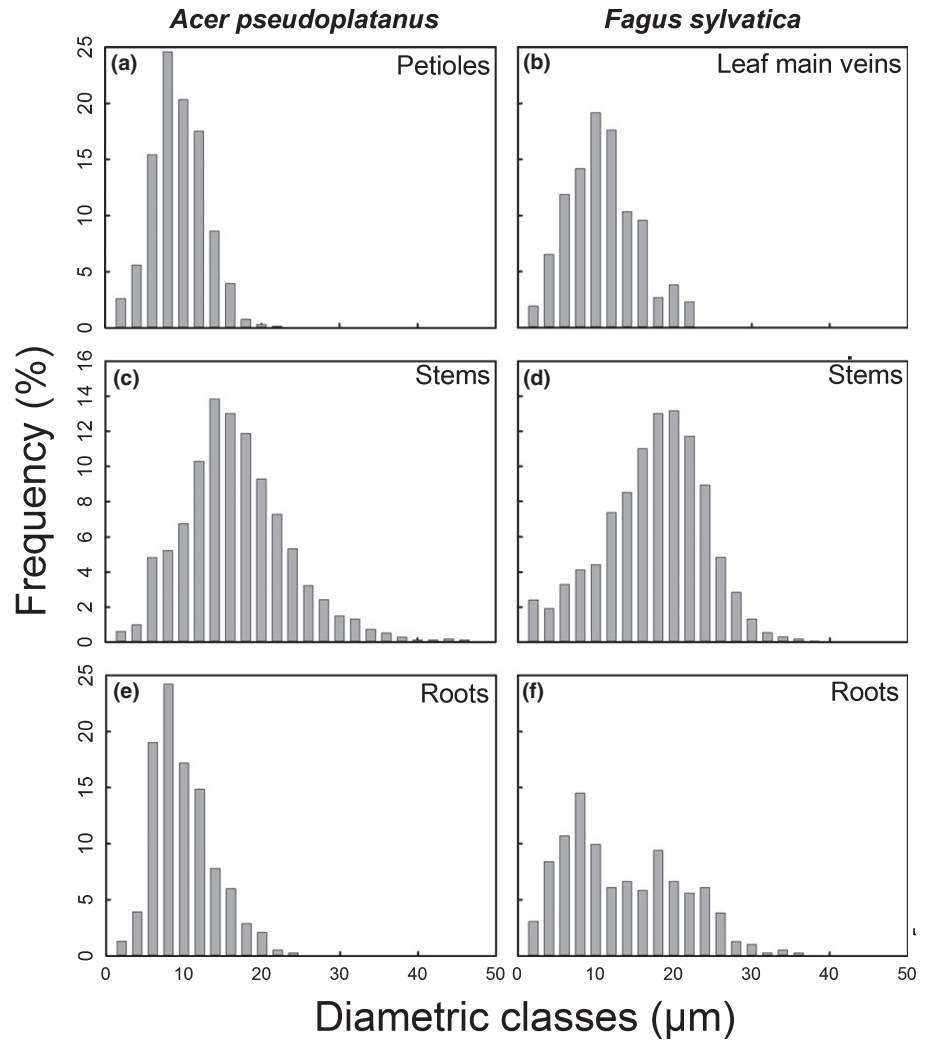 Acer pseudoplatanus
Fagus sylvatica
(a)
Petioles
25
20
15
10
5
0
(b)
Leaf main veins
Frequency (%)
(c)
Stems
16
14
12
10
8
6
4
2
0
(d)
Stems
(e)
Roots
25
20
15
10
5
0
0 10 20 30 40 50
(f)
Roots
0 10 20 30 40 50
Diametric classes (µm)